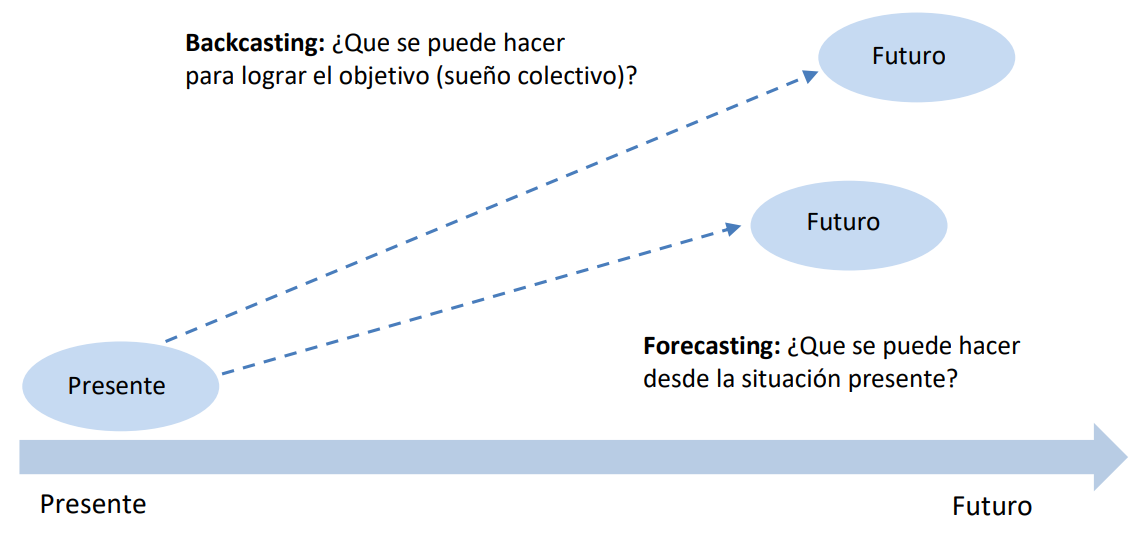 Backcasting: ¿Que se puede hacer
para lograr el objetivo (sueño colectivo)?
Futuro
Futuro
Forecasting: ¿Que se puede hacer
desde la situación presente?
Presente
Presente
Futuro